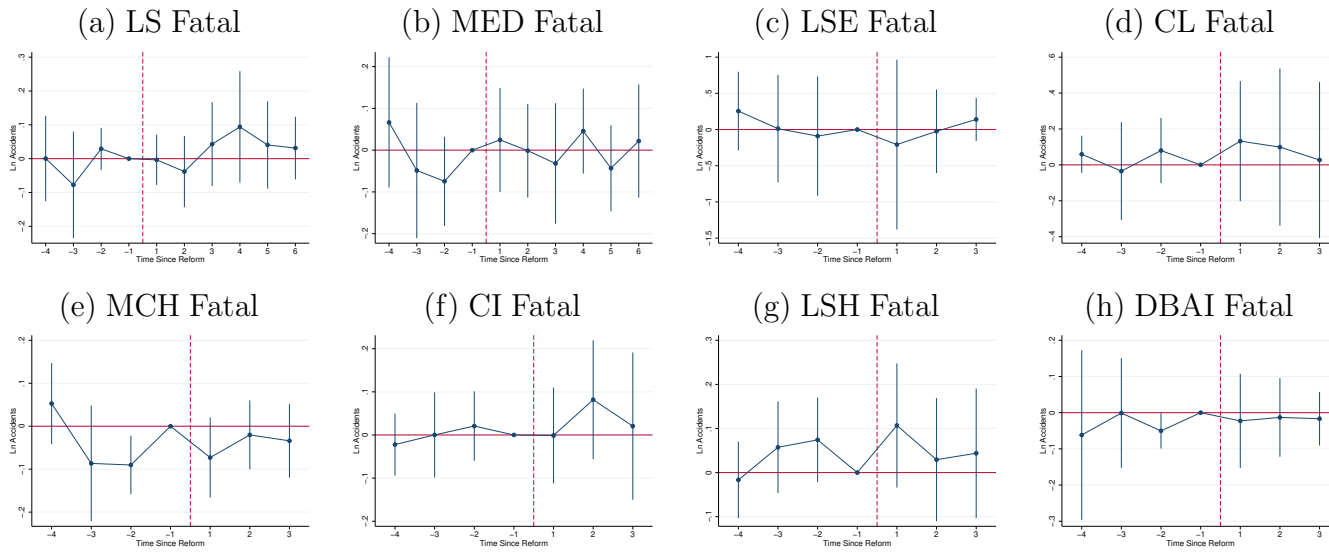 (a) LS Fatal
Ln Accidents
.3
.2
.1
0
-.1
-.2
-4 -3 -2 -1 1 2 3 4 5 6
Time Since Reform
(b) MED Fatal
Ln Accidents
.2
.1
0
-.1
-.2
-4 -3 -2 -1 1 2 3 4 5 6
Time Since Reform
(c) LSE Fatal
Ln Accidents
1
.5
0
-.5
-1
-1.5
-4 -3 -2 -1 1 2 3
Time Since Reform
(d) CL Fatal
Ln Accidents
.6
.4
.2
0
-.2
-.4
-4 -3 -2 -1 1 2 3
Time Since Reform
(e) MCH Fatal
Ln Accidents
.2
.1
0
-.1
-.2
-4 -3 -2 -1 1 2 3
Time Since Reform
(f) CI Fatal
Ln Accidents
.2
.1
0
-.1
-.2
-4 -3 -2 -1 1 2 3
Time Since Reform
(g) LSH Fatal
Ln Accidents
.3
.2
.1
0
-.1
-4 -3 -2 -1 1 2 3
Time Since Reform
(h) DBAI Fatal
Ln Accidents
.2
.1
0
-.1
-.2
-.3
-4 -3 -2 -1 1 2 3
Time Since Reform